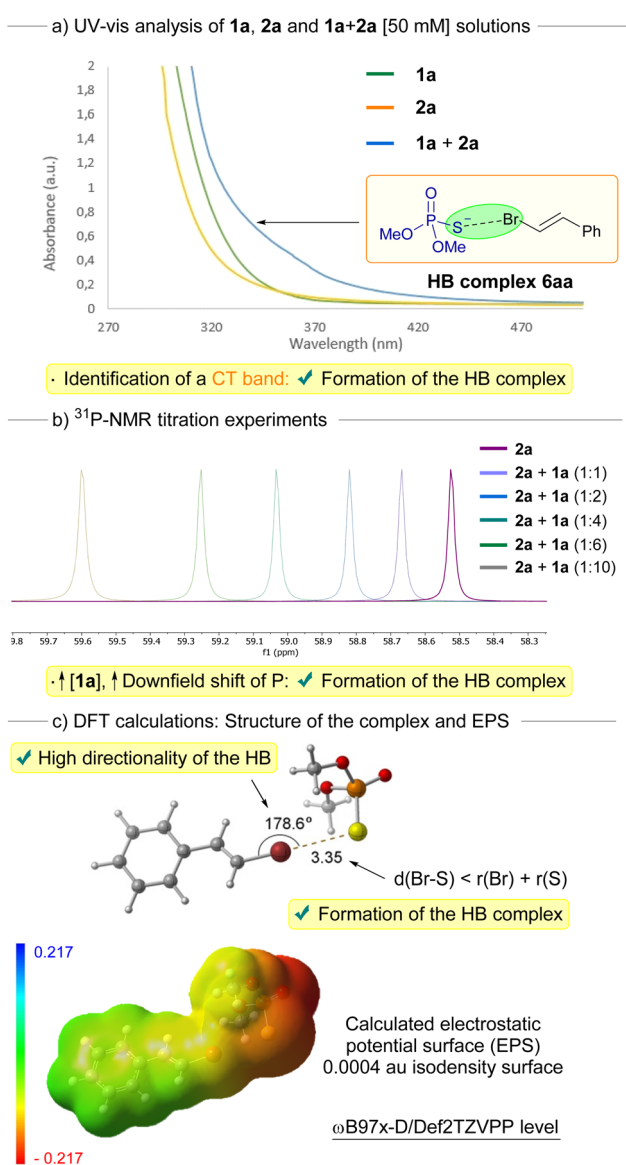 a) UV-vis analysis of 1a, 2a and 1a+2a [50 mM] solutions
2
1,8
1,6
1,4
1,2
1
0,8
0,6
0,4
0,2
0
Absorbance (a.u.)
270 320 370 420 470
Wavelength (nm)
1a
2a
1a + 2a
O
P S − Br
MeO OMe Ph
HB complex 6aa
· Identification of a CT band: ✓ Formation of the HB complex
b) ³¹P-NMR titration experiments
2a
2a + 1a (1:1)
2a + 1a (1:2)
2a + 1a (1:4)
2a + 1a (1:6)
2a + 1a (1:10)
9.8 59.7 59.6 59.5 59.4 59.3 59.2 59.1 59.0 58.9 58.8 58.7 58.6 58.5 58.4 58.3
f1 (ppm)
·↑ [1a], ↑ Downfield shift of P: ✓ Formation of the HB complex
c) DFT calculations: Structure of the complex and EPS
✓ High directionality of the HB
178.6º
3.35
d(Br-S) < r(Br) + r(S)
✓ Formation of the HB complex
0.217
- 0.217
Calculated electrostatic
potential surface (EPS)
0.0004 au isodensity surface
ωB97x-D/Def2TZVPP level